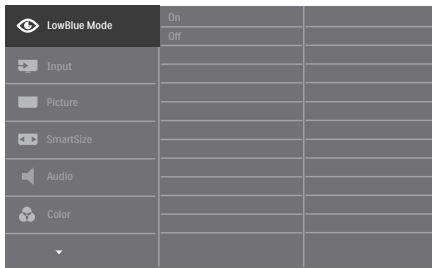 LowBlue Mode
On
Off
Input
Picture
SmartSize
Audio
Color